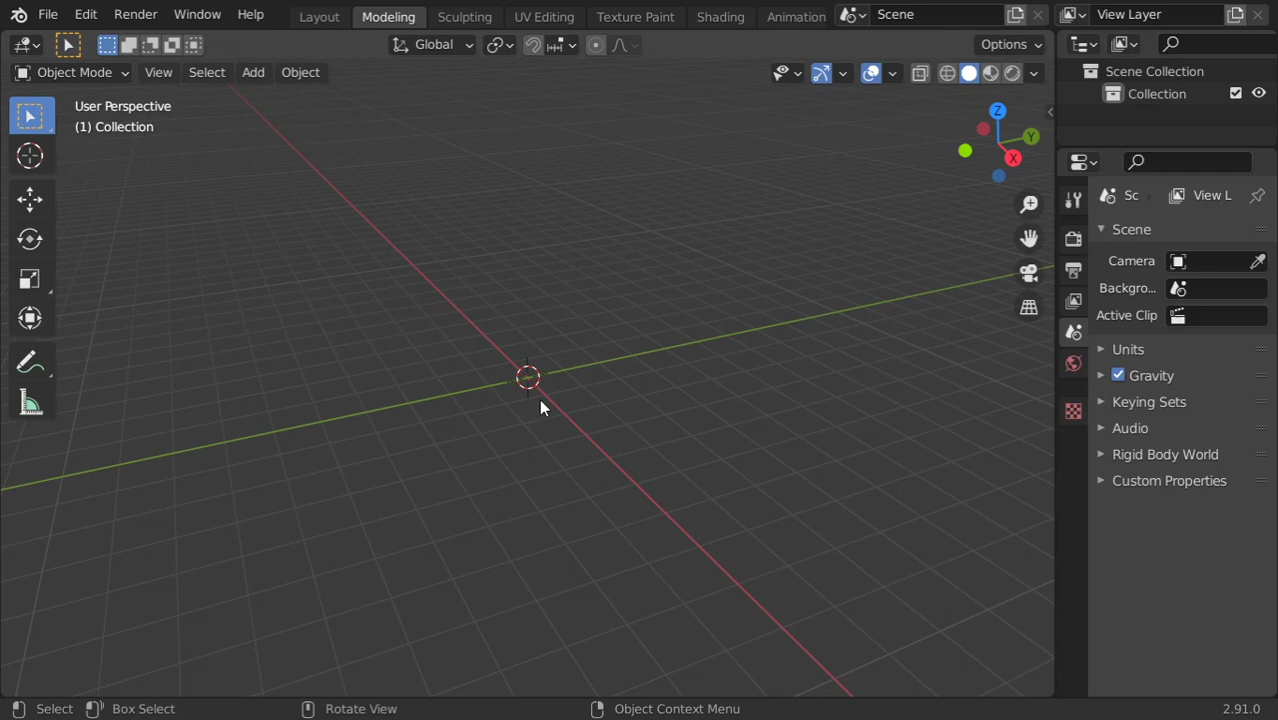 File Edit Render Window Help Layout Modeling Sculpting UV Editing Texture Paint Shading Animation Scene View Layer
Global Options
Object Mode View Select Add Object
User Perspective
(1) Collection
Z
Y
X
Scene Collection
Collection
Sc View L
Scene
Camera
Backgro...
Active Clip
Units
Gravity
Keying Sets
Audio
Rigid Body World
Custom Properties
Select Box Select Rotate View Object Context Menu 2.91.0